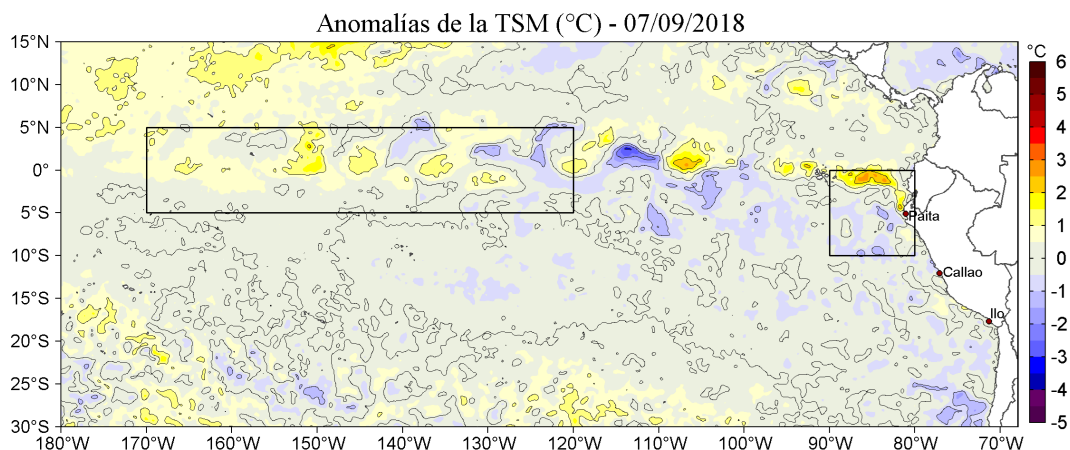 Anomalías de la TSM (°C) - 07/09/2018
15°N
10°N
5°N
0°
5°S
10°S
15°S
20°S
25°S
30°S
180°W
170°W
160°W
150°W
140°W
130°W
120°W
110°W
100°W
90°W
80°W
70°W
Paita
Callao
Ilo
°C
6
5
4
3
2
1
0
-1
-2
-3
-4
-5